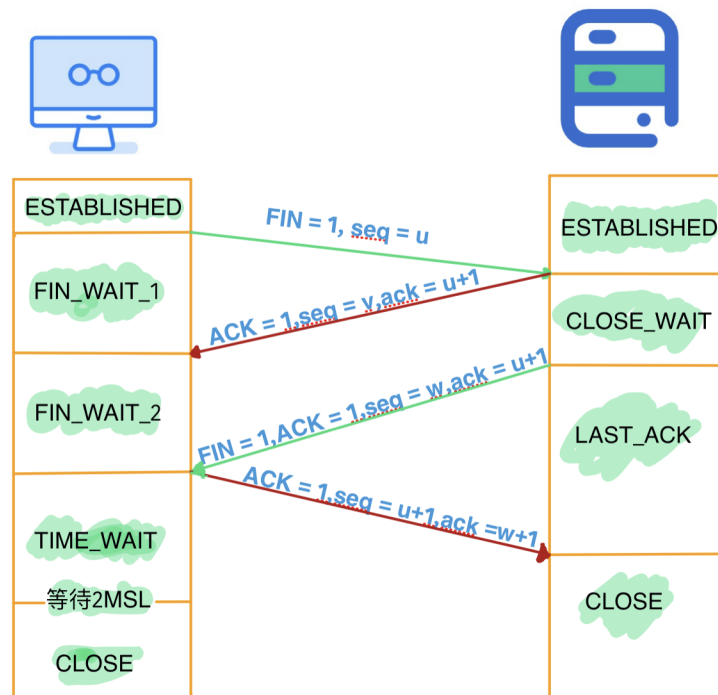 ESTABLISHED
FIN = 1, seq = u
ESTABLISHED
FIN_WAIT_1
ACK = 1,seq = v,ack = u+1
CLOSE_WAIT
FIN_WAIT_2
FIN = 1,ACK = 1,seq = w,ack = u+1
LAST_ACK
ACK = 1,seq = u+1,ack =w+1
TIME_WAIT
等待2MSL
CLOSE
CLOSE